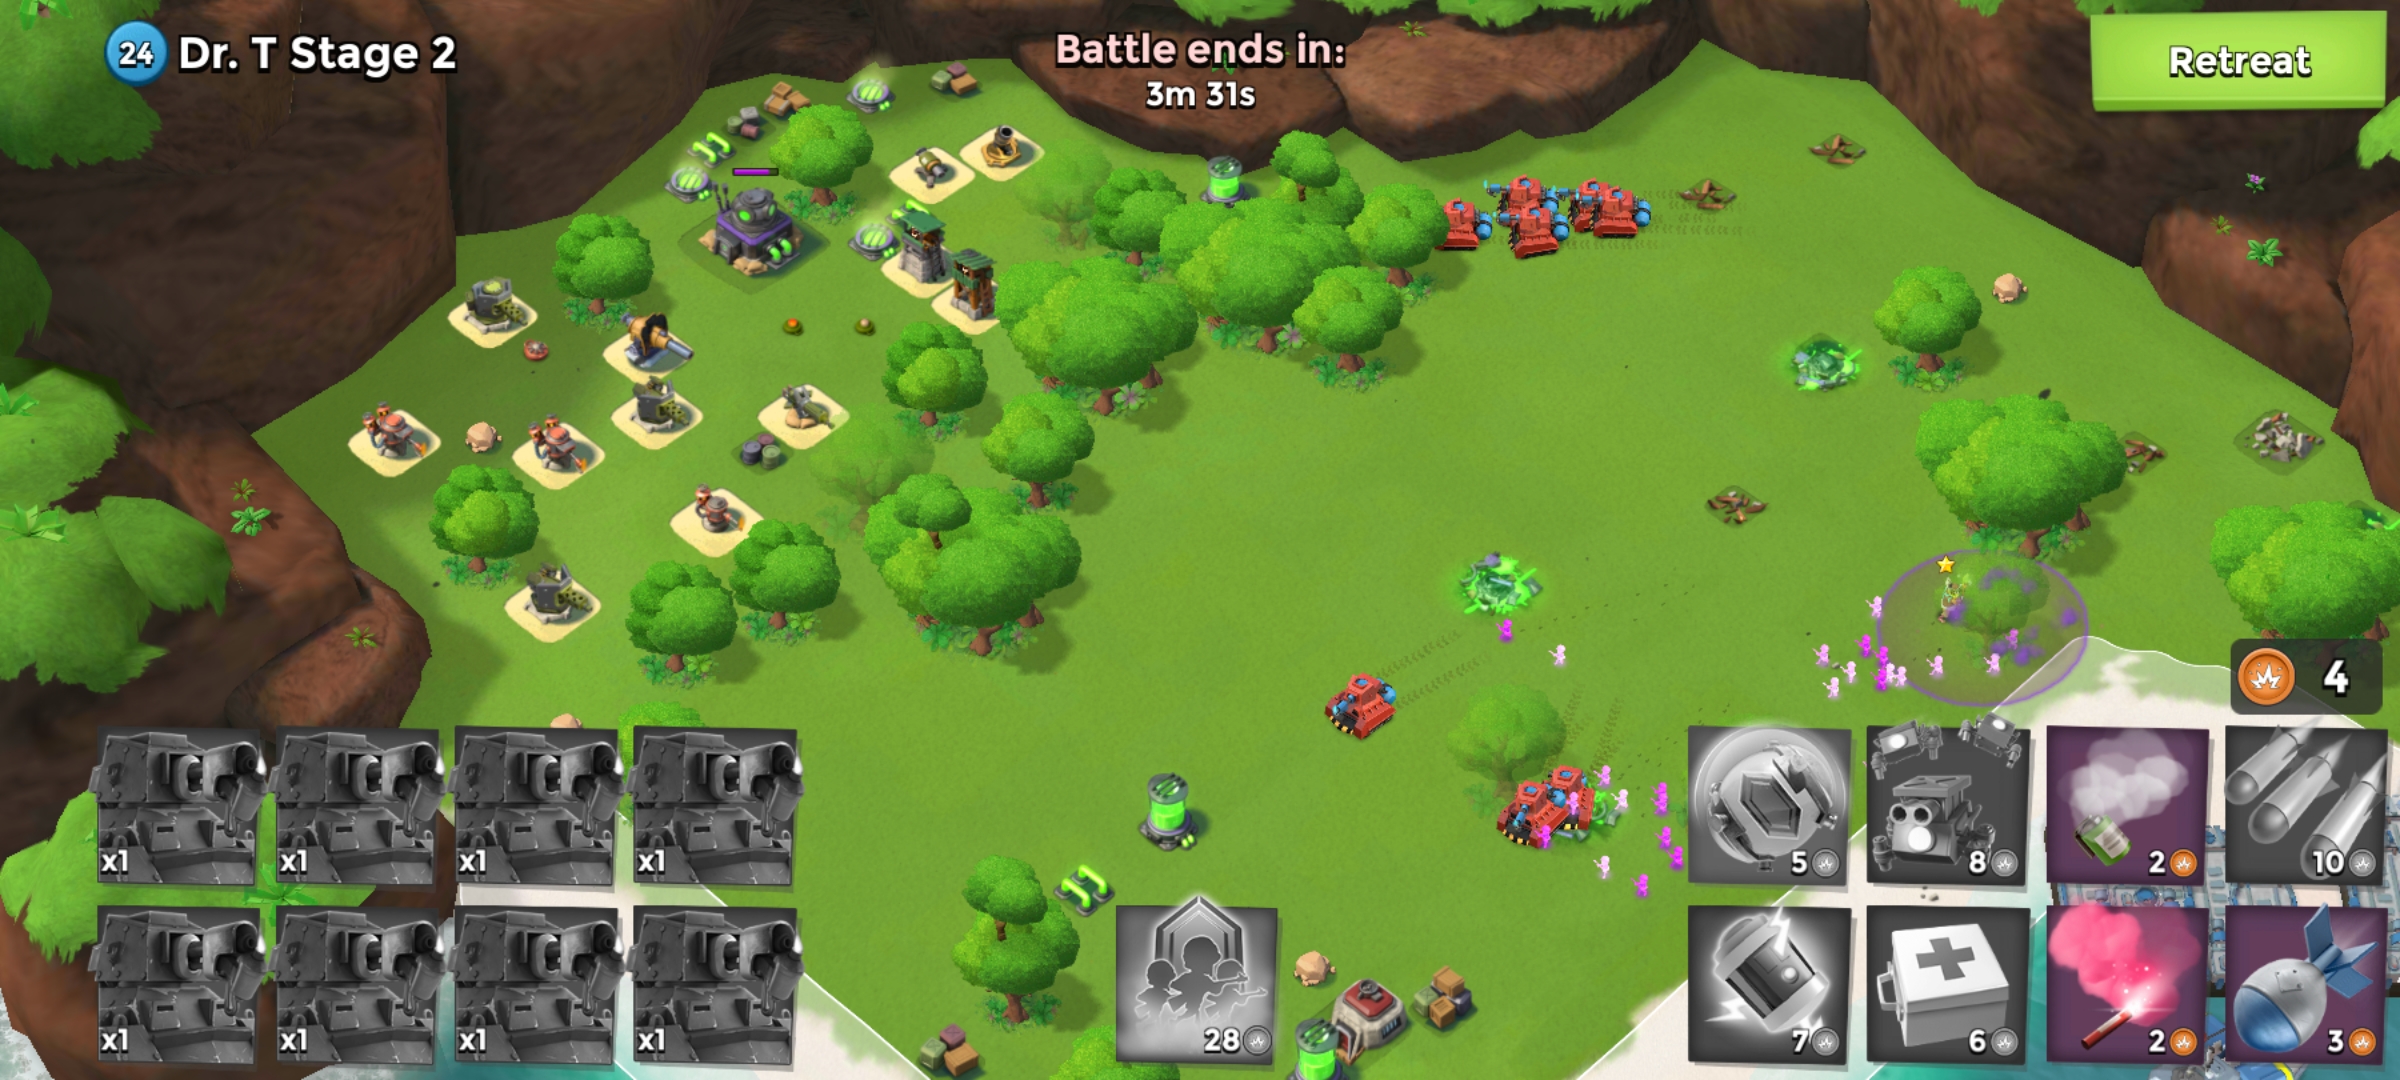 24 Dr. T Stage 2
Battle ends in:
3m 31s
Retreat
4
x1 x1 x1 x1
5 8 2 10
x1 x1 x1 x1
28
7 6 2 3